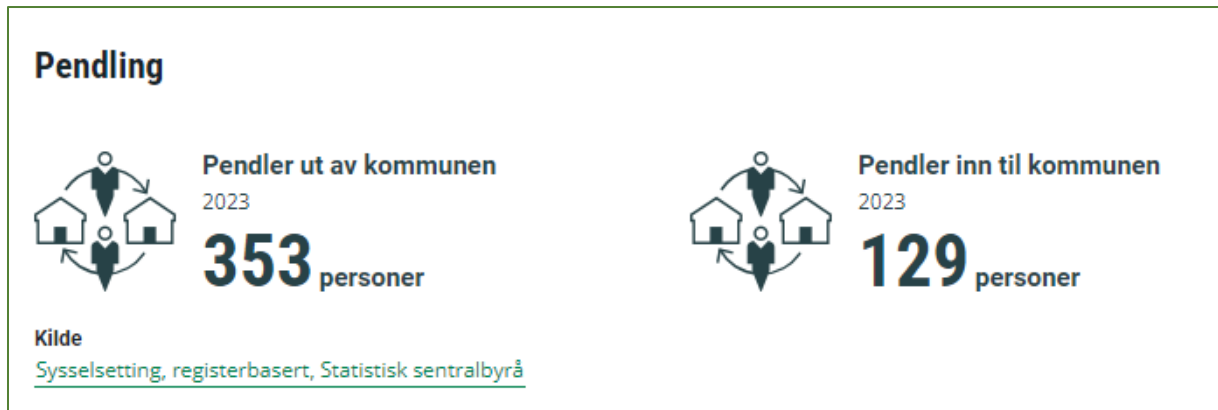 Pendling
Pendler ut av kommunen
2023
353 personer
Pendler inn til kommunen
2023
129 personer
Kilde
Sysselsetting, registerbasert, Statistisk sentralbyrå